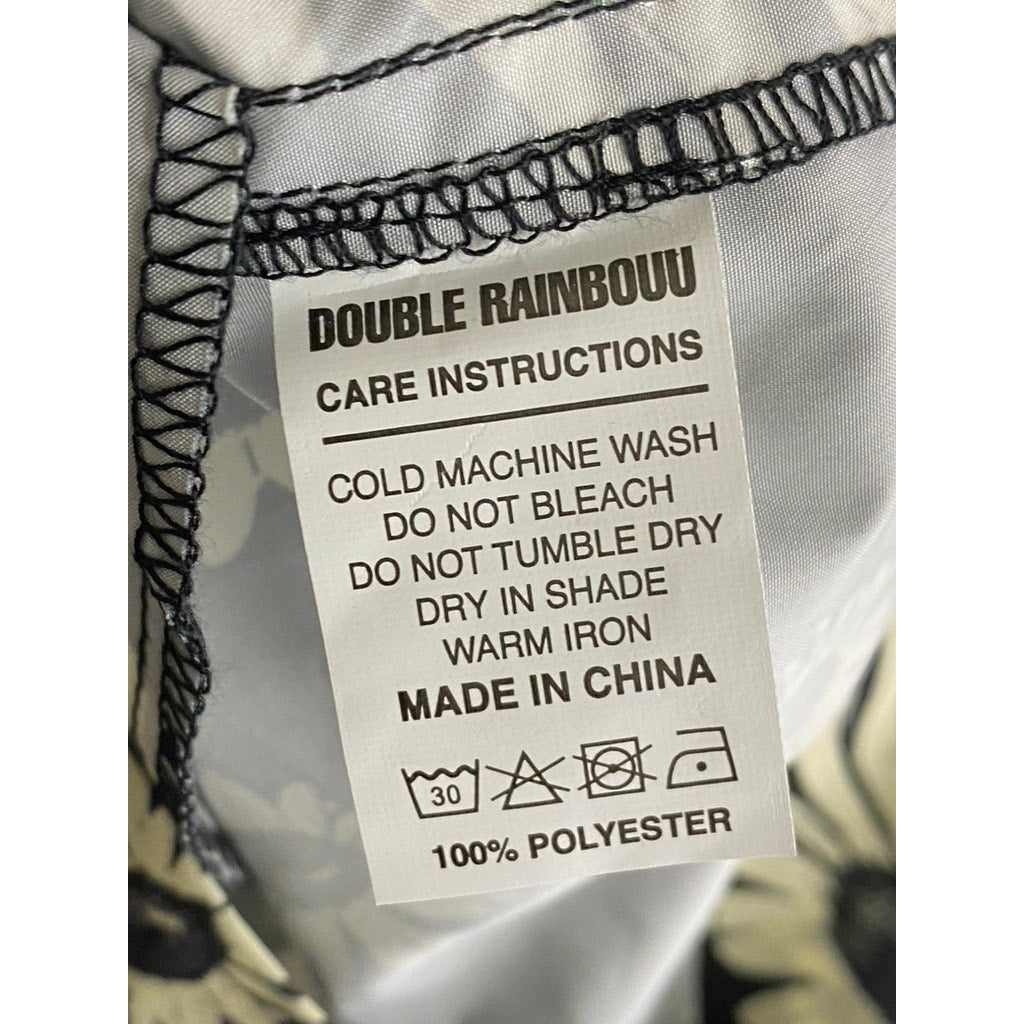 DOUBLE RAINBOUU
CARE INSTRUCTIONS
COLD MACHINE WASH
DO NOT BLEACH
DO NOT TUMBLE DRY
DRY IN SHADE
WARM IRON
MADE IN CHINA
30
100% POLYESTER